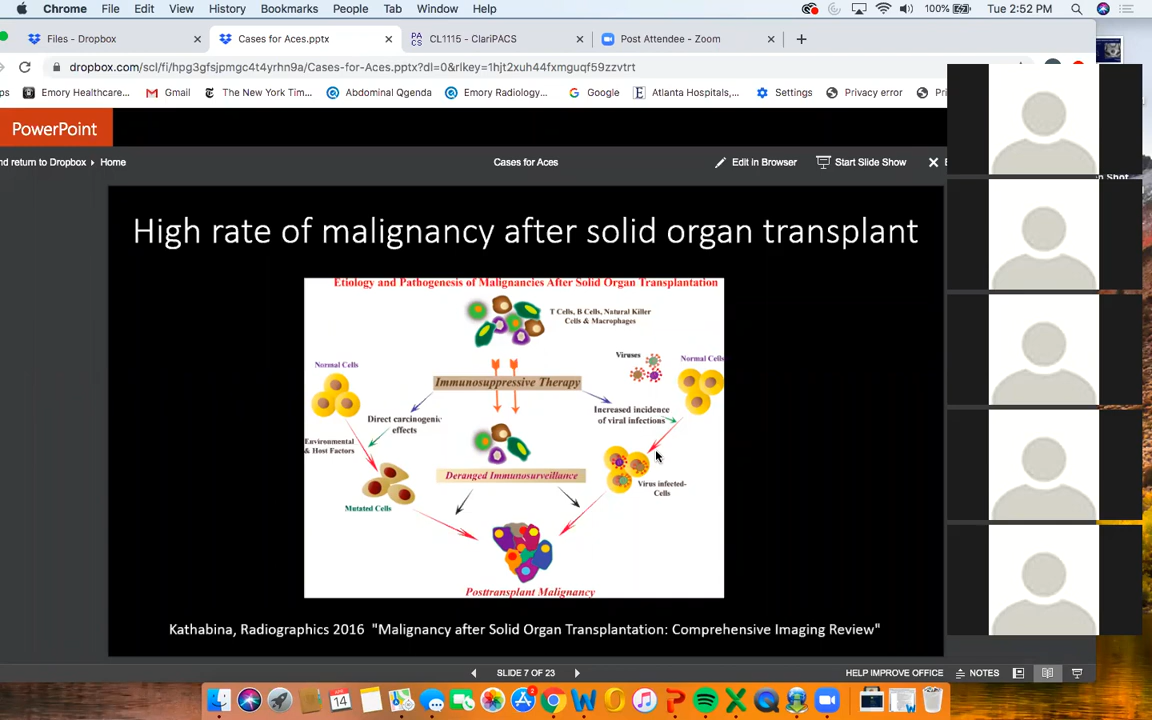 Chrome File Edit View History Bookmarks People Tab Window Help 100% Tue 2:52 PM
Files - Dropbox Cases for Aces.pptx CL1115 - ClariPACS Post Attendee - Zoom
dropbox.com/scl/fi/hpg3gfsjpmgc4t4yrhn9a/Cases-for-Aces.pptx?dl=0&rlkey=1hjt2xuh44fxmguqf59zzvtrt
ps Emory Healthcare... Gmail The New York Tim... Abdominal Qgenda Emory Radiology... Google Atlanta Hospitals,... Settings Privacy error Pri
PowerPoint
nd return to Dropbox Home Cases for Aces Edit in Browser Start Slide Show
n Shot
High rate of malignancy after solid organ transplant
Etiology and Pathogenesis of Malignancies After Solid Organ Transplantation
T Cells, B Cells, Natural Killer
Cells & Macrophages
Viruses
Normal Cells
Normal Cells
Immunosuppressive Therapy
Direct carcinogenic
effects
Increased incidence
of viral infections
Environmental
& Host Factors
Deranged Immunosurveillance
Virus infected-
Cells
Mutated Cells
Posttransplant Malignancy
Kathabina, Radiographics 2016 "Malignancy after Solid Organ Transplantation: Comprehensive Imaging Review"
SLIDE 7 OF 23 HELP IMPROVE OFFICE NOTES
14
2